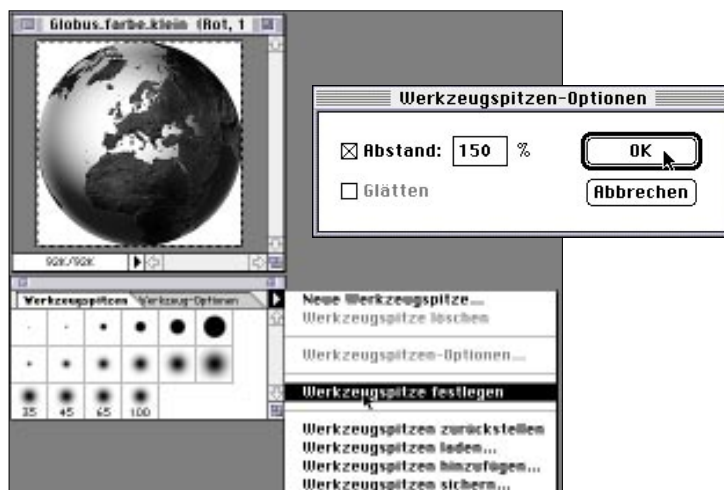 Globus.farbe.klein (Rot, 1
92K/92K
Werkzeugspitzen-Optionen
Abstand: 150 %
OK
Glätten
Abbrechen
Werkzeugspitzen Werkzeug-Optionen
35 45 65 100
Neue Werkzeugspitze...
Werkzeugspitze löschen
Werkzeugspitzen-Optionen...
Werkzeugspitze festlegen
Werkzeugspitzen zurückstellen
Werkzeugspitzen laden...
Werkzeugspitzen hinzufügen...
Werkzeugspitzen sichern...